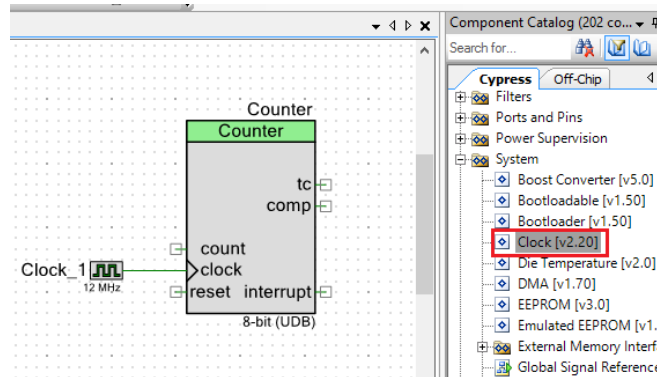 Component Catalog (202 co...
Search for...
Cypress
Off-Chip
Filters
Ports and Pins
Power Supervision
System
Boost Converter [v5.0]
Bootloadable [v1.50]
Bootloader [v1.50]
Clock [v2.20]
Die Temperature [v2.0]
DMA [v1.70]
EEPROM [v3.0]
Emulated EEPROM [v1.
External Memory Interf
Global Signal Reference
Counter
Counter
tc
comp
count
Clock_1
clock
12 MHz
reset interrupt
8-bit (UDB)